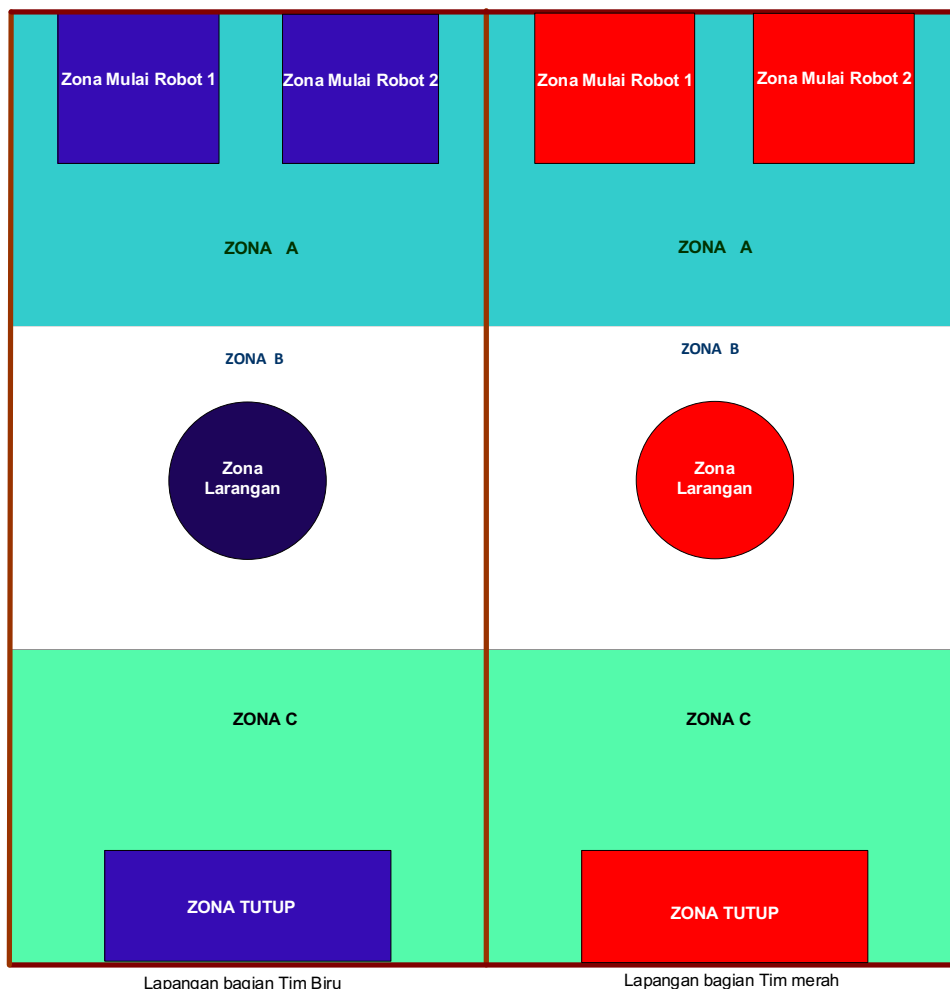 Zona Mulai Robot 1
Zona Mulai Robot 2
Zona Mulai Robot 1
Zona Mulai Robot 2
ZONA A
ZONA A
ZONA B
ZONA B
Zona
Larangan
Zona
Larangan
ZONA C
ZONA C
ZONA TUTUP
ZONA TUTUP
Lapangan bagian Tim Biru
Lapangan bagian Tim merah